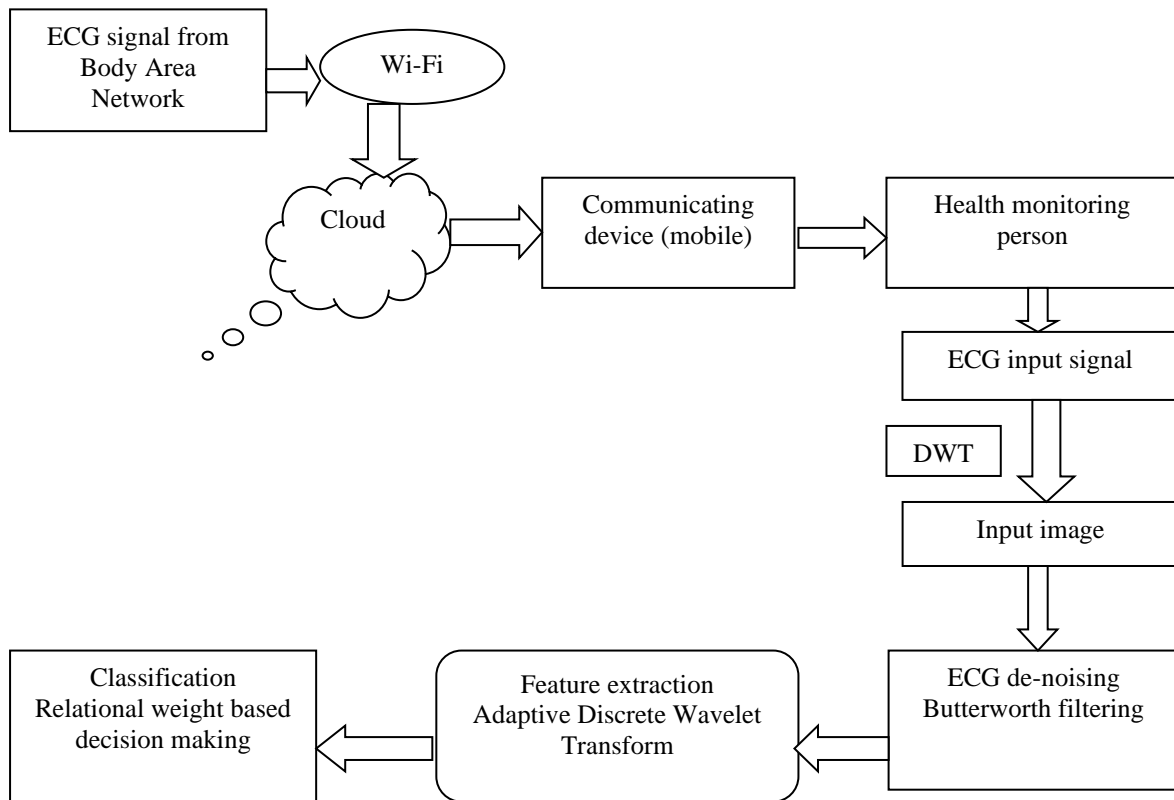 ECG signal from
Body Area
Network
Wi-Fi
Cloud
Communicating
device (mobile)
Health monitoring
person
ECG input signal
DWT
Input image
ECG de-noising
Butterworth filtering
Feature extraction
Adaptive Discrete Wavelet
Transform
Classification
Relational weight based
decision making